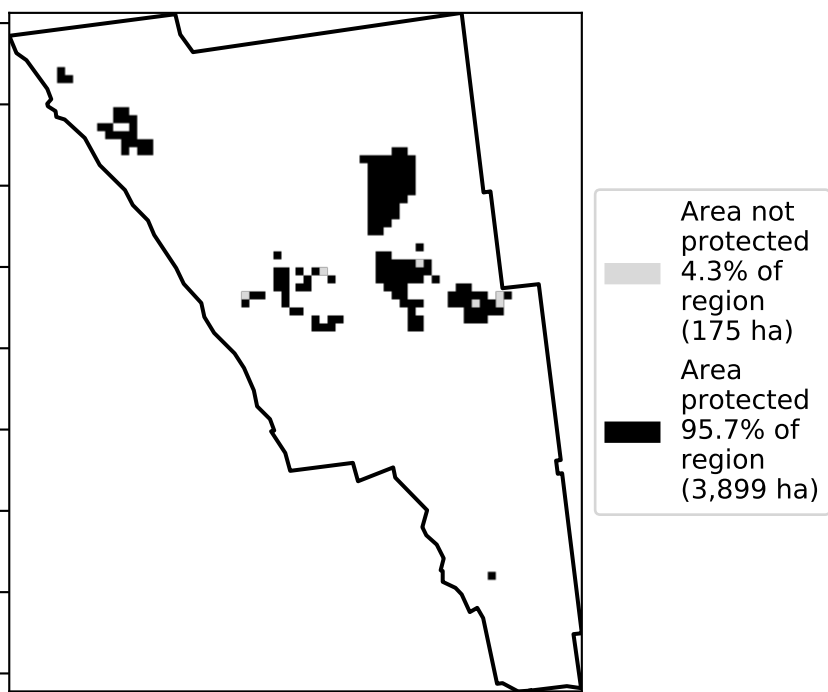 Area not
protected
4.3% of
region
(175 ha)
Area
protected
95.7% of
region
(3,899 ha)